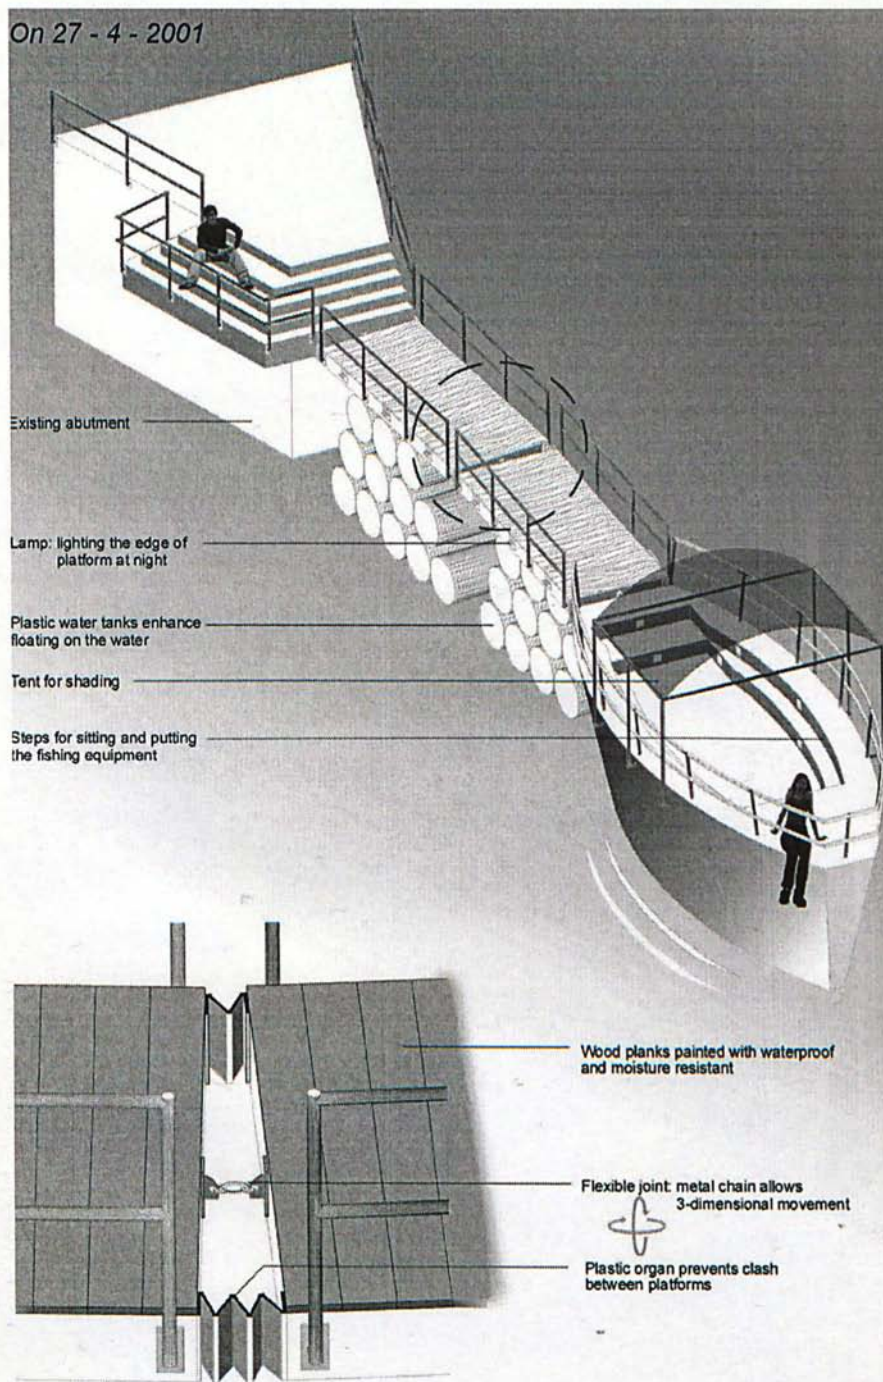 On 27 - 4 - 2001
Existing abutment
Lamp: lighting the edge of
platform at night
Plastic water tanks enhance
floating on the water
Tent for shading
Steps for sitting and putting
the fishing equipment
Wood planks painted with waterproof
and moisture resistant
Flexible joint: metal chain allows
3-dimensional movement
Plastic organ prevents clash
between platforms